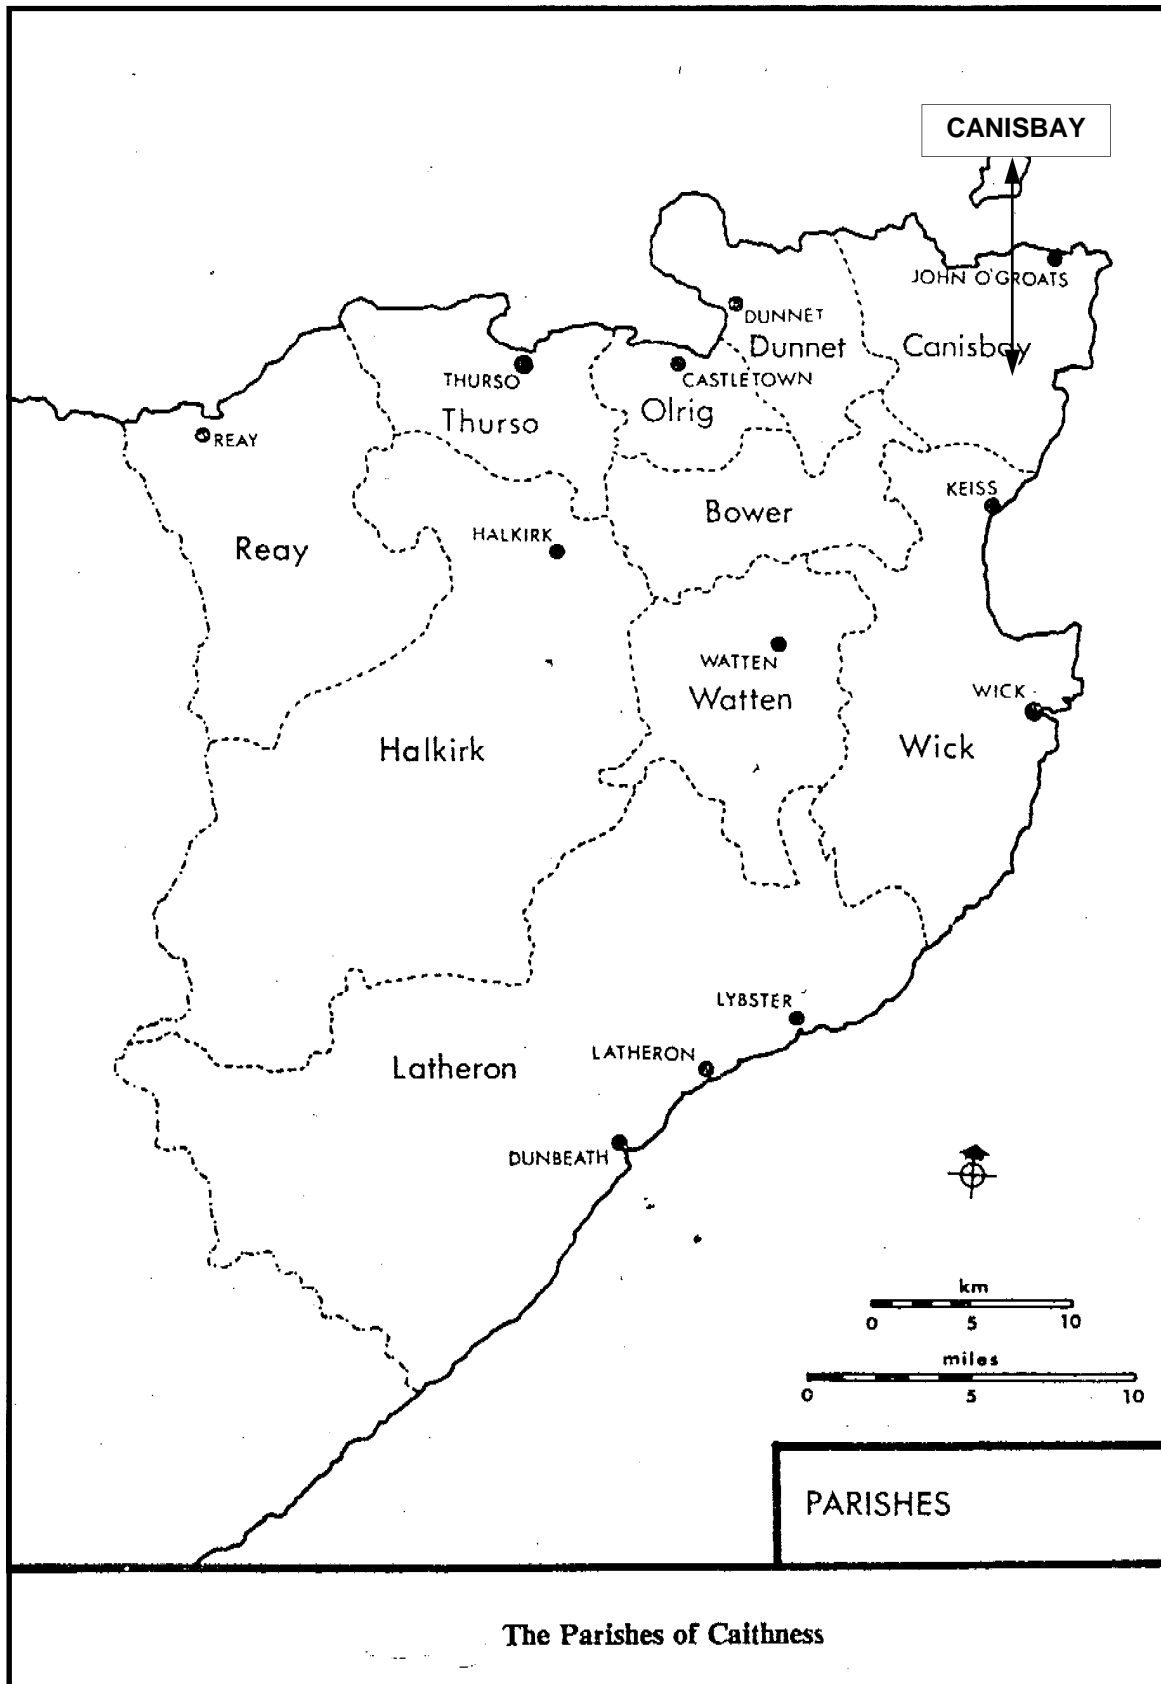 CANISBAY
JOHN O'GROATS
DUNNET
Dunnet
Canisbay
THURSO
CASTLETOWN
Thurso
Olrig
REAY
KEISS
Bower
HALKIRK
Reay
WATTEN
Watten
WICK
Halkirk
Wick
LYBSTER
LATHERON
Latheron
DUNBEATH
km
0 5 10
miles
0 5 10
PARISHES
The Parishes of Caithness